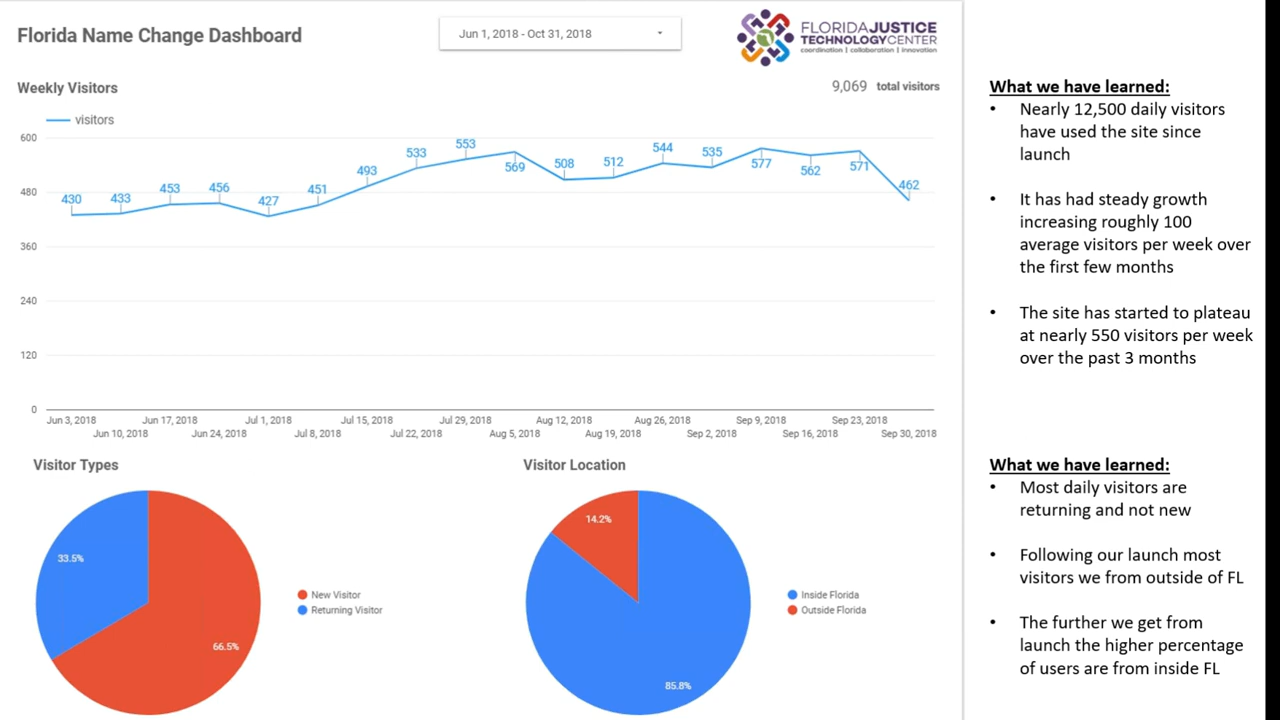 Florida Name Change Dashboard
Jun 1, 2018 - Oct 31, 2018
FLORIDAJUSTICE
TECHNOLOGYCENTER
coordination | collaboration | innovation
Weekly Visitors
9,069 total visitors
visitors
600
480
360
240
120
0
430
433
453
456
427
451
493
533
553
569
508
512
544
535
577
562
571
462
Jun 3, 2018
Jun 10, 2018
Jun 17, 2018
Jun 24, 2018
Jul 1, 2018
Jul 8, 2018
Jul 15, 2018
Jul 22, 2018
Jul 29, 2018
Aug 5, 2018
Aug 12, 2018
Aug 19, 2018
Aug 26, 2018
Sep 2, 2018
Sep 9, 2018
Sep 16, 2018
Sep 23, 2018
Sep 30, 2018
What we have learned:
• Nearly 12,500 daily visitors
have used the site since
launch
• It has had steady growth
increasing roughly 100
average visitors per week over
the first few months
• The site has started to plateau
at nearly 550 visitors per week
over the past 3 months
Visitor Types
33.5%
66.5%
New Visitor
Returning Visitor
Visitor Location
14.2%
85.8%
Inside Florida
Outside Florida
What we have learned:
• Most daily visitors are
returning and not new
• Following our launch most
visitors we from outside of FL
• The further we get from
launch the higher percentage
of users are from inside FL